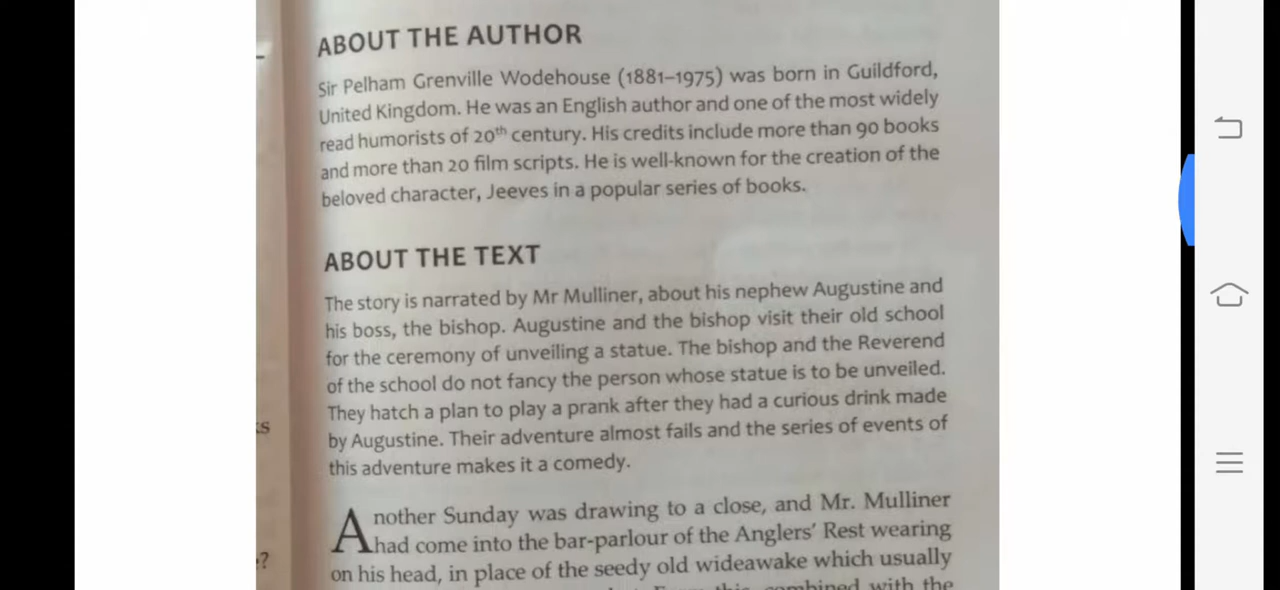 ABOUT THE AUTHOR
Sir Pelham Grenville Wodehouse (1881–1975) was born in Guildford,
United Kingdom. He was an English author and one of the most widely
read humorists of 20th century. His credits include more than 90 books
and more than 20 film scripts. He is well-known for the creation of the
beloved character, Jeeves in a popular series of books.
ABOUT THE TEXT
The story is narrated by Mr Mulliner, about his nephew Augustine and
his boss, the bishop. Augustine and the bishop visit their old school
for the ceremony of unveiling a statue. The bishop and the Reverend
of the school do not fancy the person whose statue is to be unveiled.
They hatch a plan to play a prank after they had a curious drink made
by Augustine. Their adventure almost fails and the series of events of
this adventure makes it a comedy.
Another Sunday was drawing to a close, and Mr. Mulliner
had come into the bar-parlour of the Anglers' Rest wearing
on his head, in place of the seedy old wideawake which usually
combined with the